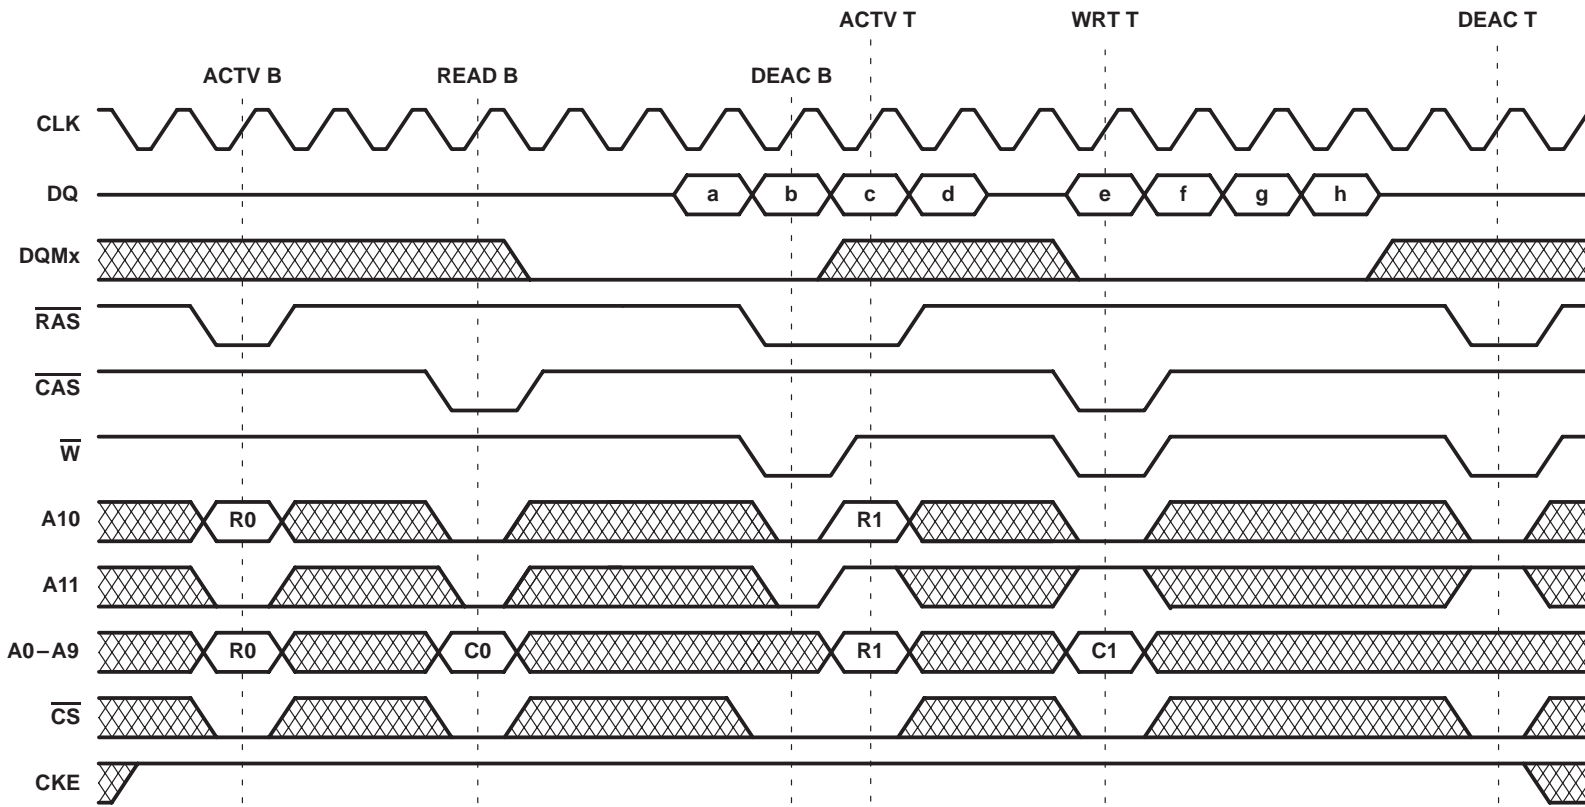 ACTV T WRT T DEAC T
ACTV B READ B DEAC B
CLK
DQ a b c d e f g h
DQMx
RAS
CAS
W
A10 R0 R1
A11
A0–A9 R0 C0 R1 C1
CS
CKE